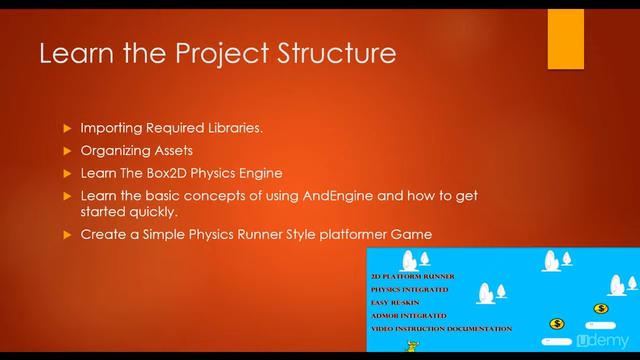 Learn the Project Structure
Importing Required Libraries.
Organizing Assets
Learn The Box2D Physics Engine
Learn the basic concepts of using AndEngine and how to get
started quickly.
Create a Simple Physics Runner Style platformer Game
2D PLATFORM RUNNER
PHYSICS INTEGRATED
EASY RE-SKIN
ADMOB INTEGRATED
VIDEO INSTRUCTION DOCUMENTATION
$
$
Udemy